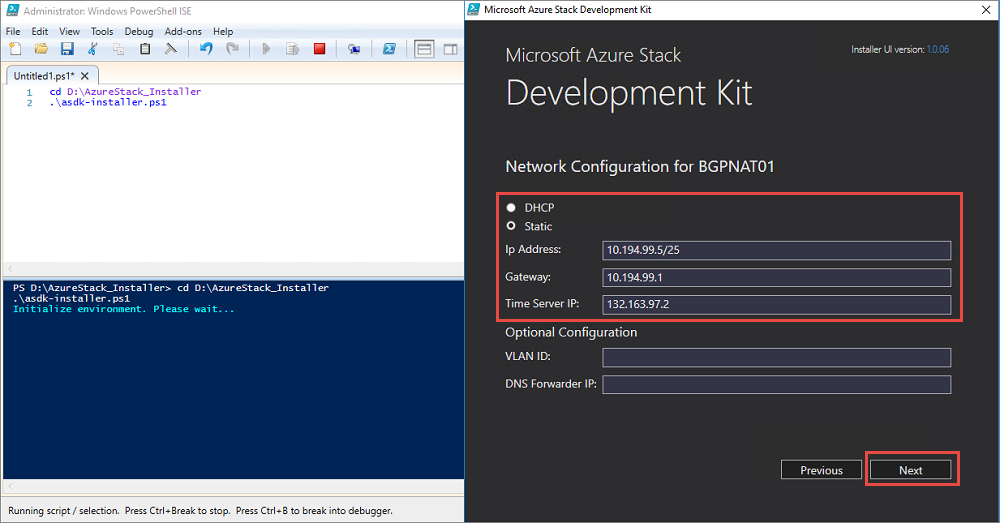 Administrator: Windows PowerShell ISE
File Edit View Tools Debug Add-ons Help
Untitled1.ps1* X
1 cd D:\AzureStack_Installer
2 .\asdk-installer.ps1
PS D:\AzureStack_Installer> cd D:\AzureStack_Installer
.\asdk-installer.ps1
Initialize environment. Please wait...
Running script / selection. Press Ctrl+Break to stop. Press Ctrl+B to break into debugger.
Microsoft Azure Stack Development Kit
Installer UI version: 1.0.06
Microsoft Azure Stack
Development Kit
Network Configuration for BGPNAT01
DHCP
Static
Ip Address: 10.194.99.5/25
Gateway: 10.194.99.1
Time Server IP: 132.163.97.2
Optional Configuration
VLAN ID:
DNS Forwarder IP:
Previous Next